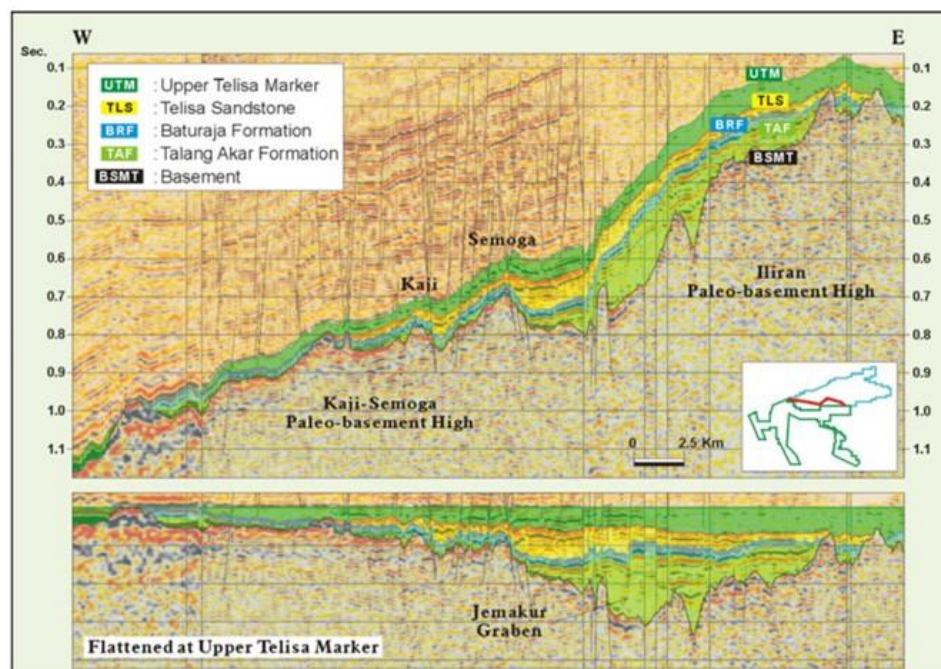 W
E
Sec.
UTM : Upper Telisa Marker
TLS : Telisa Sandstone
BRF : Baturaja Formation
TAF : Talang Akar Formation
BSMT : Basement
0.1
0.2
0.3
0.4
0.5
0.6
0.7
0.8
0.9
1.0
1.1
UTM
TLS
BRF
TAF
BSMT
Semoga
Kaji
Iliran
Paleo-basement High
Kaji-Semoga
Paleo-basement High
0 2.5 Km
0.1
0.2
0.3
0.4
0.5
0.6
0.7
0.8
0.9
1.0
1.1
Jemakur
Graben
Flattened at Upper Telisa Marker